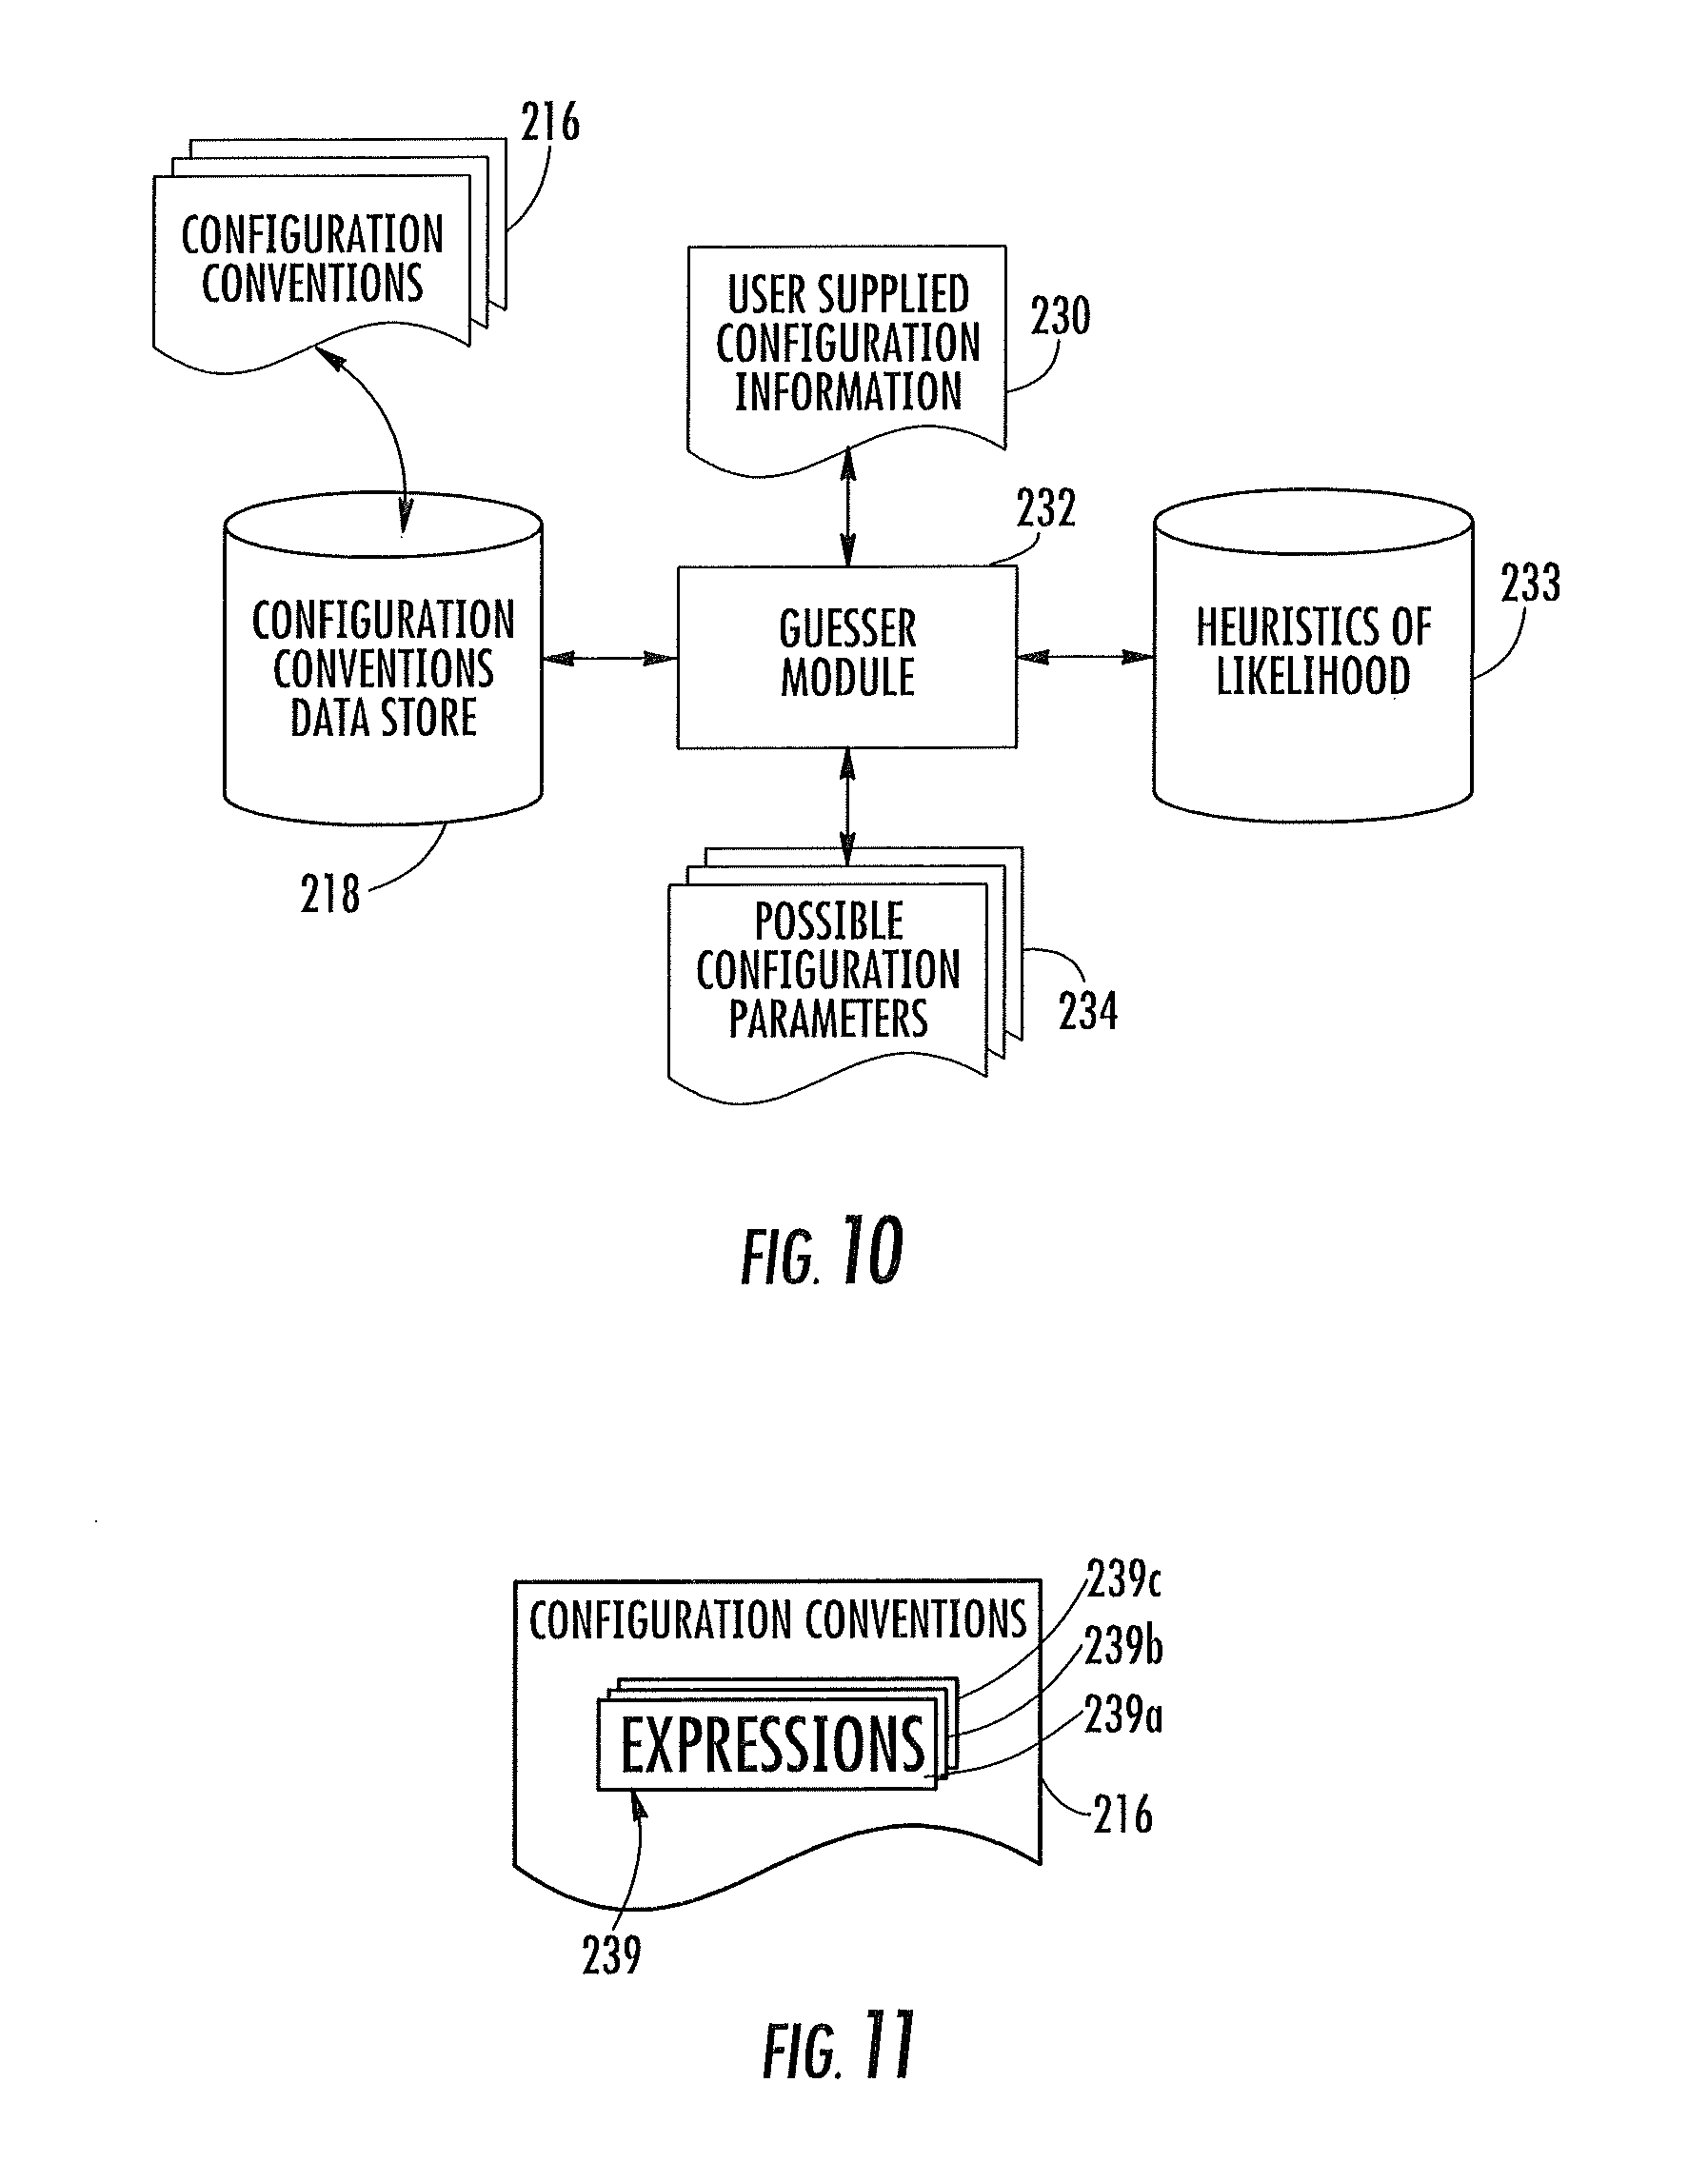 216
CONFIGURATION
CONVENTIONS
USER SUPPLIED
CONFIGURATION
INFORMATION
230
232
CONFIGURATION
CONVENTIONS
DATA STORE
218
GUESSER
MODULE
HEURISTICS OF
LIKELIHOOD
233
POSSIBLE
CONFIGURATION
PARAMETERS
234
FIG. 10
CONFIGURATION CONVENTIONS
239c
239b
239a
EXPRESSIONS
216
239
FIG. 11